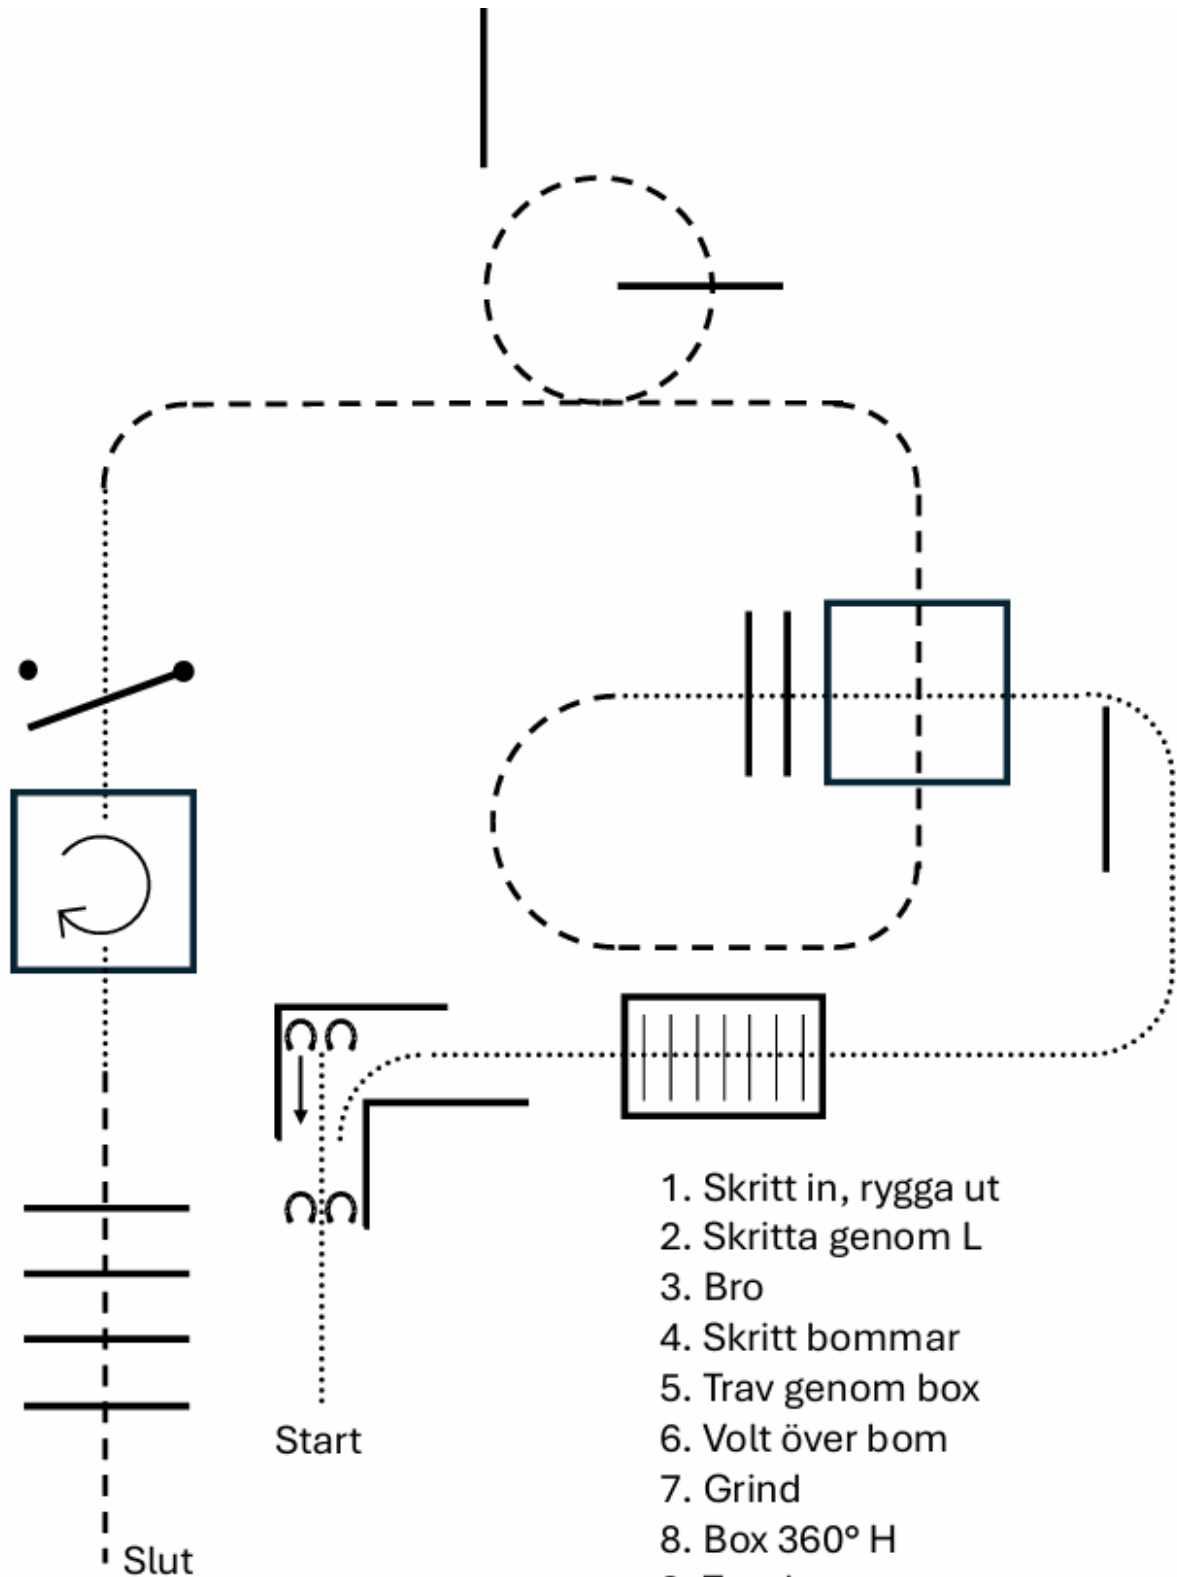 1. Skritt in, rygga ut
2. Skritta genom L
3. Bro
4. Skritt bommar
5. Trav genom box
6. Volt över bom
7. Grind
8. Box 360° H
Start
Slut